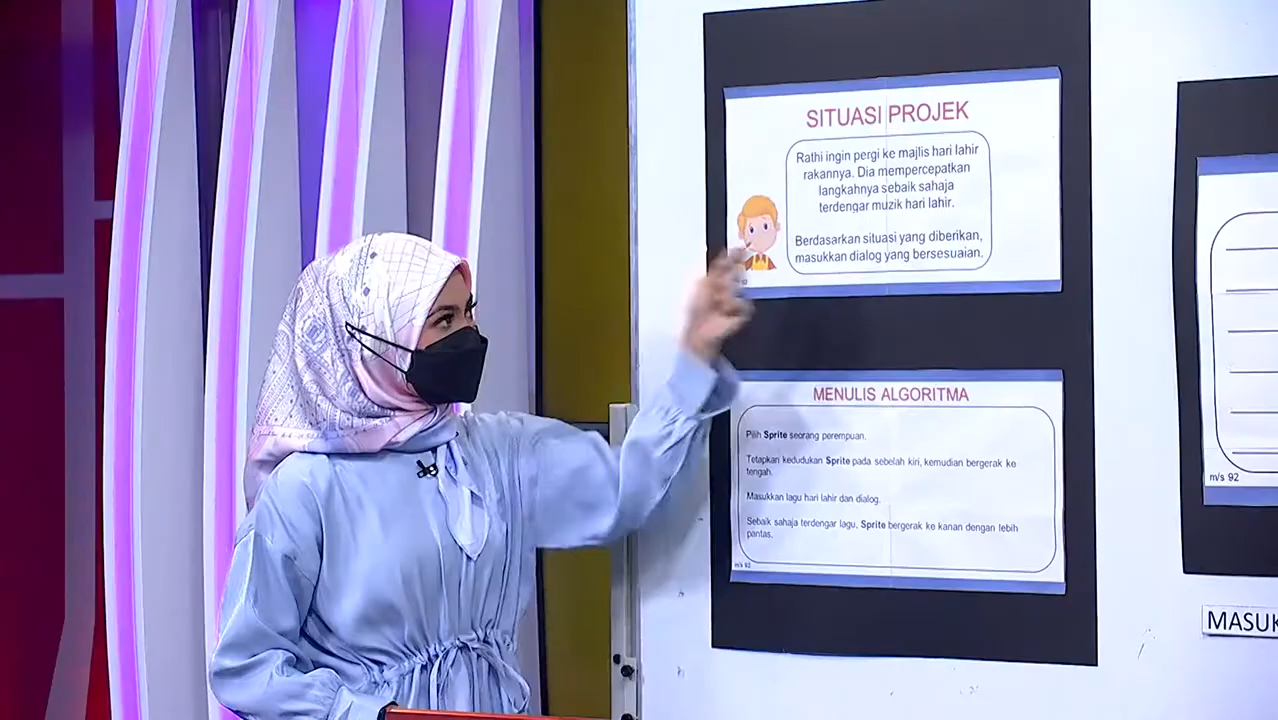 SITUASI PROJEK
Rathi ingin pergi ke majlis hari lahir
rakannya. Dia mempercepatkan
langkahnya sebaik sahaja
terdengar muzik hari lahir.
Berdasarkan situasi yang diberikan,
masukkan dialog yang bersesuaian.
MENULIS ALGORITMA
Pilih Sprite seorang perempuan.
Tetapkan kedudukan Sprite pada sebelah kiri, kemudian bergerak ke
tengah.
Masukkan lagu hari lahir dan dialog.
Sebaik sahaja terdengar lagu, Sprite bergerak ke kanan dengan lebih
pantas.
m/s 92
m/s 92
MASUK